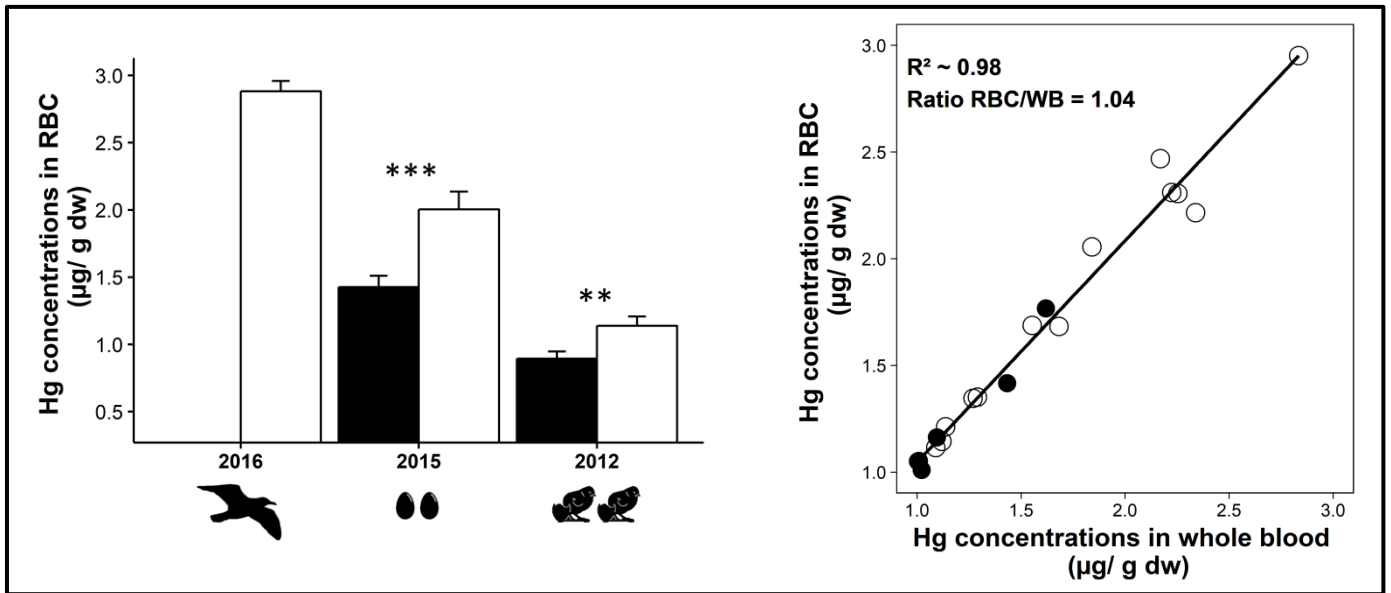 Hg concentrations in RBC
(µg/ g dw)
3.0
2.5
2.0
1.5
1.0
0.5
***
**
2016
2015
2012
Hg concentrations in RBC
(µg/ g dw)
3.0
2.5
2.0
1.5
1.0
R² ~ 0.98
Ratio RBC/WB = 1.04
1.0
1.5
2.0
2.5
3.0
Hg concentrations in whole blood
(µg/ g dw)